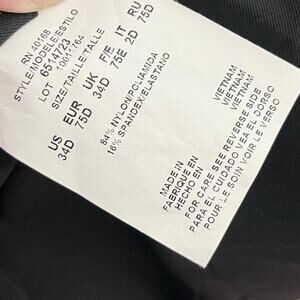 RN 40168
STYLE/MODELE/ESTILO
6514723
LOT 10011764
SIZE/TAILLE/TALLE
US EUR UK F/E IT RU
34D 75D 34D 75E 2D 75D
84% NYLON/POLIAMIDA
16% SPANDEX/ELASTANO
MADE IN VIETNAM
FABRIQUE EN VIETNAM
HECHO EN VIETNAM
FOR CARE SEE REVERSE SIDE
PARA EL CUIDADO VEA EL DORSO
POUR LE SOIN VOIR LE VERSO